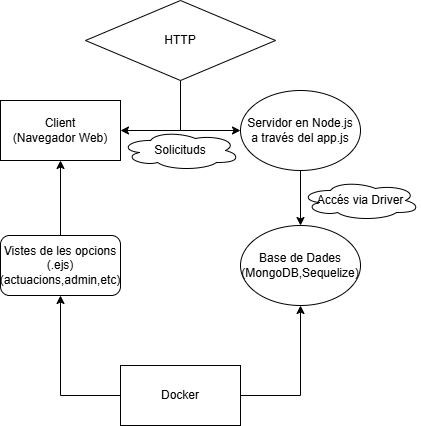 HTTP
Client
(Navegador Web)
Servidor en Node.js
a través del app.js
Solicituds
Accés via Driver
Vistes de les opcions
(.ejs)
(actuacions,admin,etc)
Base de Dades
(MongoDB,Sequelize)
Docker